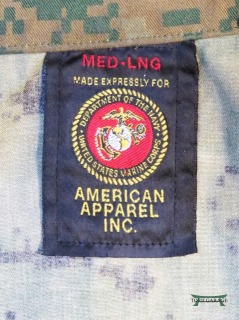 MED-LNG
MADE EXPRESSLY FOR
DEPARTMENT OF THE NAVY
UNITED STATES MARINE CORPS
AMERICAN
APPAREL
INC.